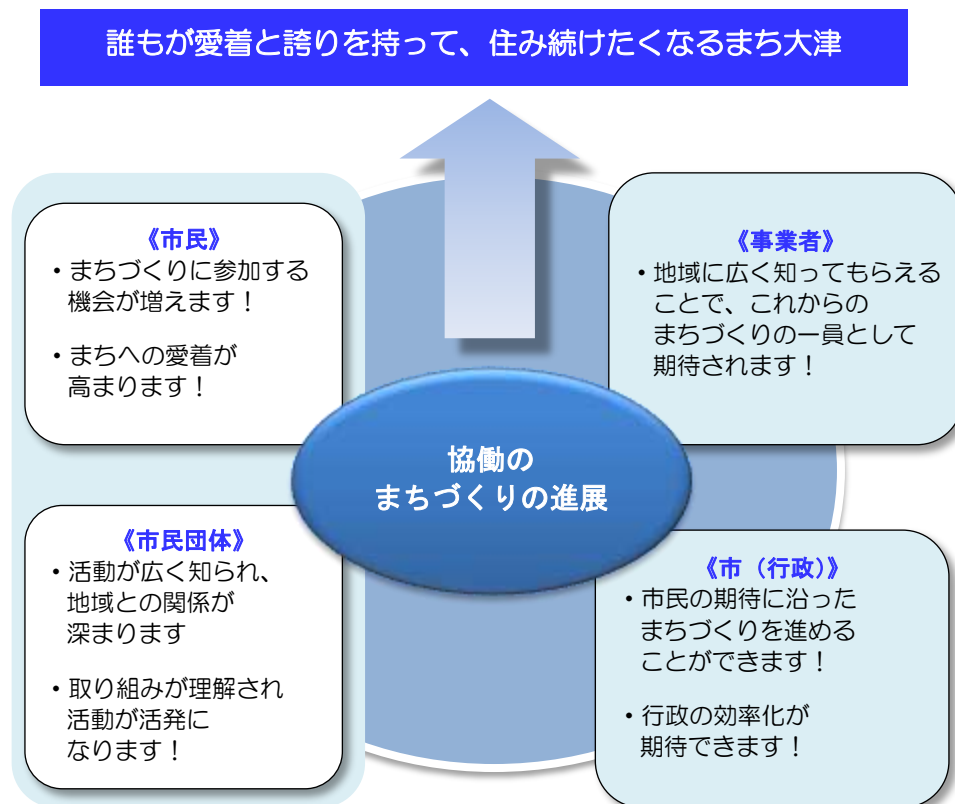 誰もが愛着と誇りを持って、住み続けたくなるまち大津
《市民》
・まちづくりに参加する
機会が増えます！
・まちへの愛着が
高まります！
《事業者》
・地域に広く知ってもらえる
ことで、これからの
まちづくりの一員として
期待されます！
協働の
まちづくりの進展
《市民団体》
・活動が広く知られ、
地域との関係が
深まります
・取り組みが理解され
活動が活発に
なります！
《市（行政）》
・市民の期待に沿った
まちづくりを進める
ことができます！
・行政の効率化が
期待できます！